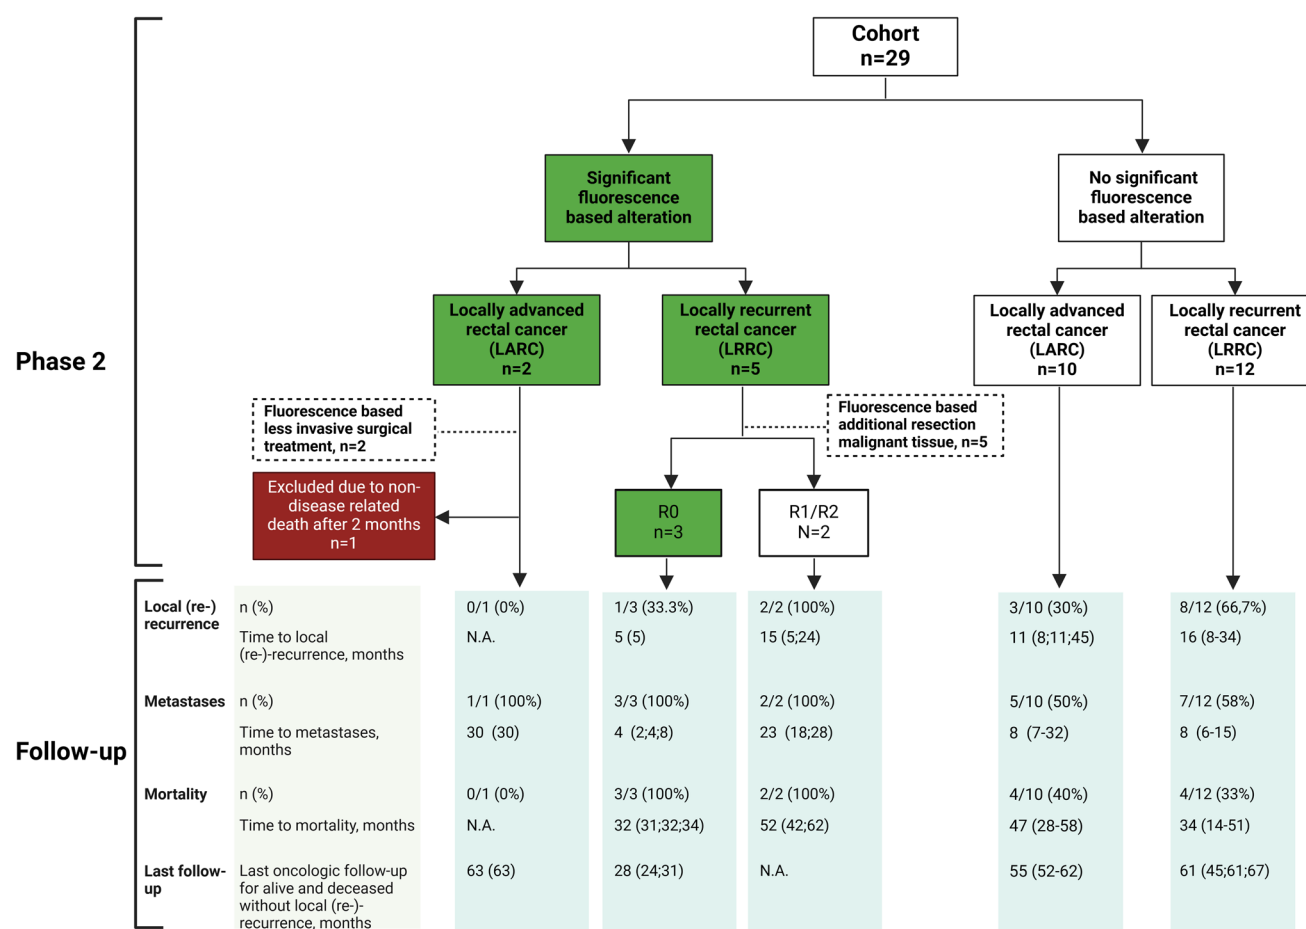 Cohort
n=29
Significant
fluorescence
based alteration
No significant
fluorescence
based alteration
Locally advanced
rectal cancer
(LARC)
n=2
Locally recurrent
rectal cancer
(LRRC)
n=5
Locally advanced
rectal cancer
(LARC)
n=10
Locally recurrent
rectal cancer
(LRRC)
n=12
Phase 2
Fluorescence based
less invasive surgical
treatment, n=2
Fluorescence based
additional resection
malignant tissue, n=5
Excluded due to non-
disease related
death after 2 months
n=1
R0
n=3
R1/R2
N=2
Follow-up
Local (re-)
recurrence
n (%)
0/1 (0%)
1/3 (33.3%)
2/2 (100%)
3/10 (30%)
8/12 (66,7%)
Time to local
(re-)-recurrence, months
N.A.
5 (5)
15 (5;24)
11 (8;11;45)
16 (8-34)
Metastases
n (%)
1/1 (100%)
3/3 (100%)
2/2 (100%)
5/10 (50%)
7/12 (58%)
Time to metastases,
months
30 (30)
4 (2;4;8)
23 (18;28)
8 (7-32)
8 (6-15)
Mortality
n (%)
0/1 (0%)
3/3 (100%)
2/2 (100%)
4/10 (40%)
4/12 (33%)
Time to mortality, months
N.A.
32 (31;32;34)
52 (42;62)
47 (28-58)
34 (14-51)
Last follow-
up
Last oncologic follow-up
for alive and deceased
without local (re-)-
recurrence, months
63 (63)
28 (24;31)
N.A.
55 (52-62)
61 (45;61;67)